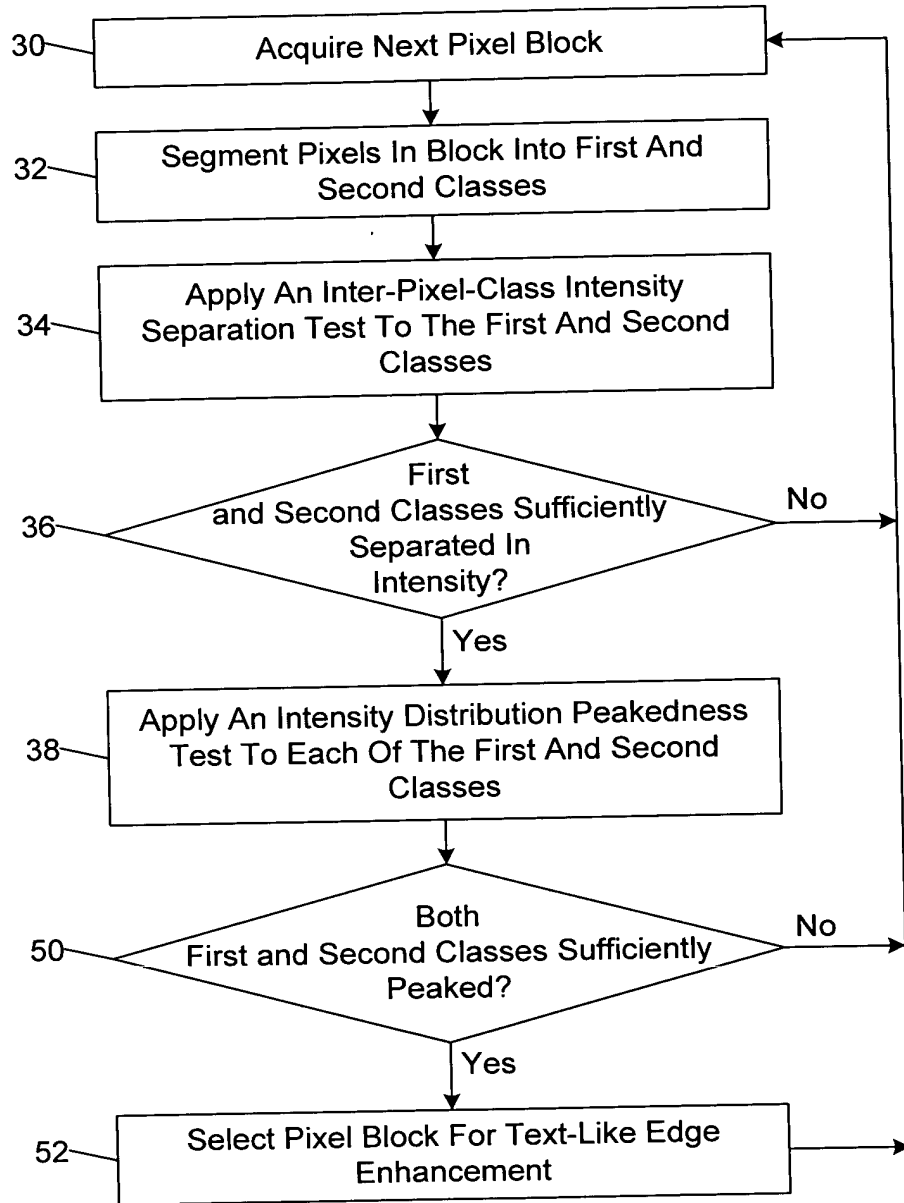 30
Acquire Next Pixel Block
32
Segment Pixels In Block Into First And
Second Classes
34
Apply An Inter-Pixel-Class Intensity
Separation Test To The First And Second
Classes
36
First
and Second Classes Sufficiently
Separated In
Intensity?
No
Yes
38
Apply An Intensity Distribution Peakedness
Test To Each Of The First And Second
Classes
50
Both
First and Second Classes Sufficiently
Peaked?
No
Yes
52
Select Pixel Block For Text-Like Edge
Enhancement